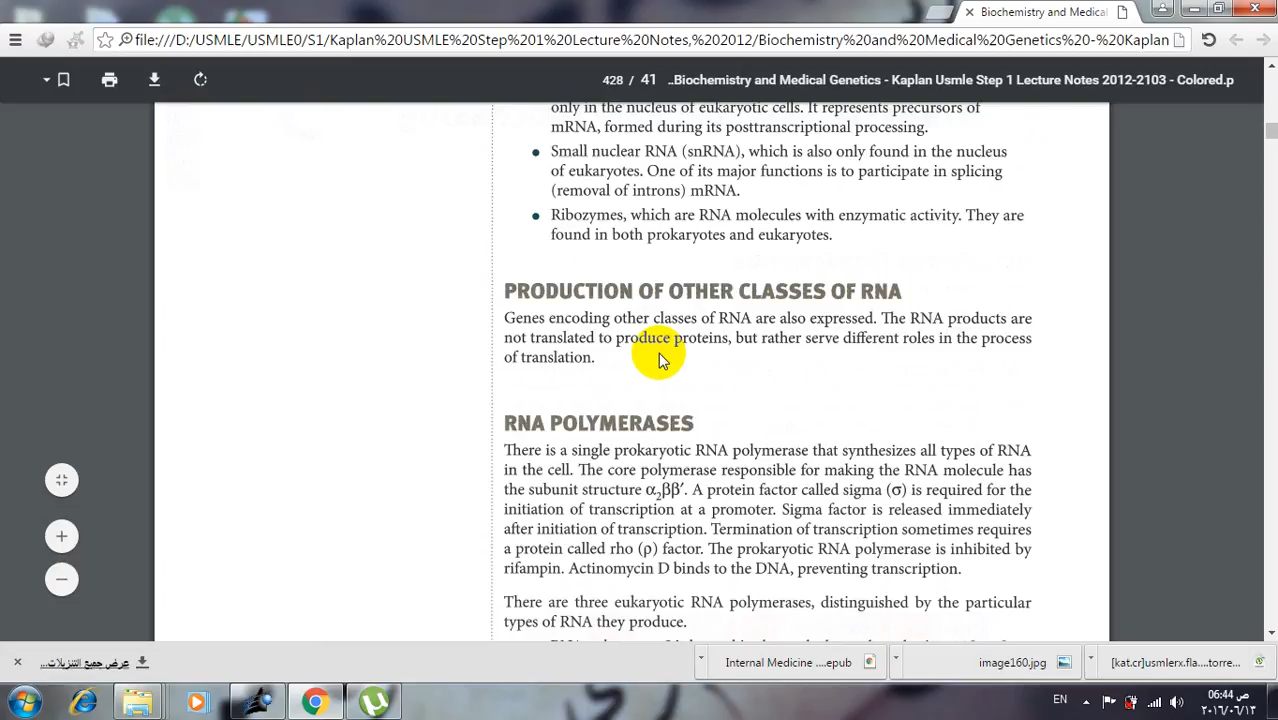 Biochemistry and Medical
file:///D:/USMLE/USMLE0/S1/Kaplan%20USMLE%20Step%201%20Lecture%20Notes,%202012/Biochemistry%20and%20Medical%20Genetics%20-%20Kaplan
428 / 41
..Biochemistry and Medical Genetics - Kaplan Usmle Step 1 Lecture Notes 2012-2103 - Colored.p
only in the nucleus of eukaryotic cells. It represents precursors of
mRNA, formed during its posttranscriptional processing.
● Small nuclear RNA (snRNA), which is also only found in the nucleus
of eukaryotes. One of its major functions is to participate in splicing
(removal of introns) mRNA.
● Ribozymes, which are RNA molecules with enzymatic activity. They are
found in both prokaryotes and eukaryotes.
PRODUCTION OF OTHER CLASSES OF RNA
Genes encoding other classes of RNA are also expressed. The RNA products are
not translated to produce proteins, but rather serve different roles in the process
of translation.
RNA POLYMERASES
There is a single prokaryotic RNA polymerase that synthesizes all types of RNA
in the cell. The core polymerase responsible for making the RNA molecule has
the subunit structure α₂ββ′. A protein factor called sigma (σ) is required for the
initiation of transcription at a promoter. Sigma factor is released immediately
after initiation of transcription. Termination of transcription sometimes requires
a protein called rho (ρ) factor. The prokaryotic RNA polymerase is inhibited by
rifampin. Actinomycin D binds to the DNA, preventing transcription.
There are three eukaryotic RNA polymerases, distinguished by the particular
types of RNA they produce.
عرض جميع التنزيلات...
Internal Medicine ....epub
image160.jpg
[kat.cr]usmlerx.fla....torre...
EN
06:44 ص
٢٠١٦/٠٦/١٣